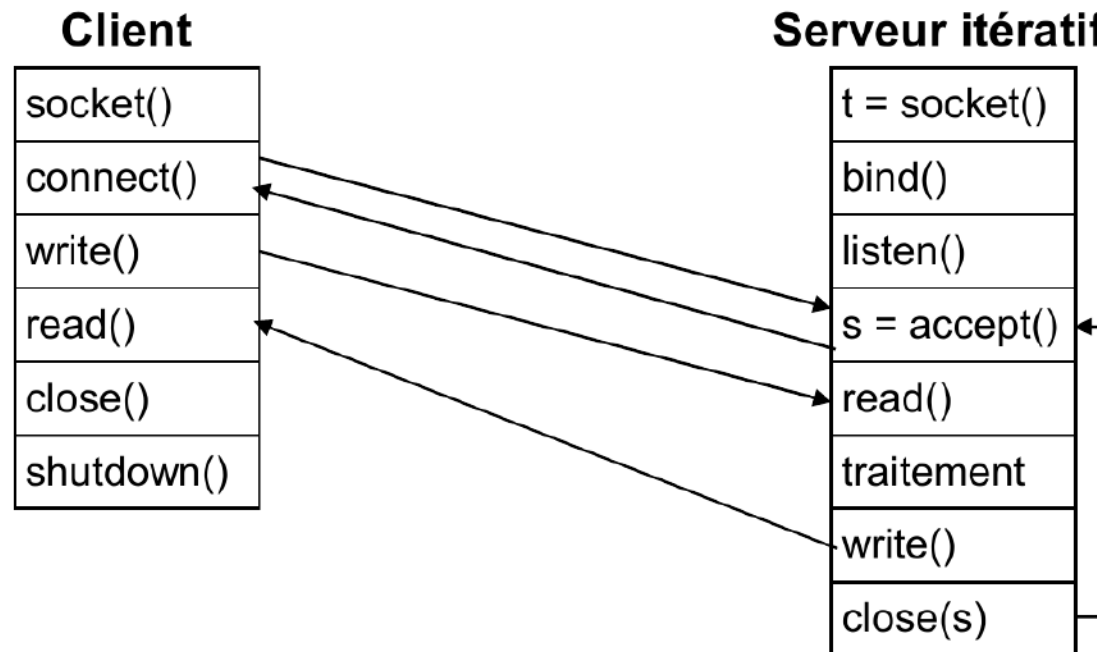 Client
socket()
connect()
write()
read()
close()
shutdown()
Serveur itératif
t = socket()
bind()
listen()
s = accept()
read()
traitement
write()
close(s)